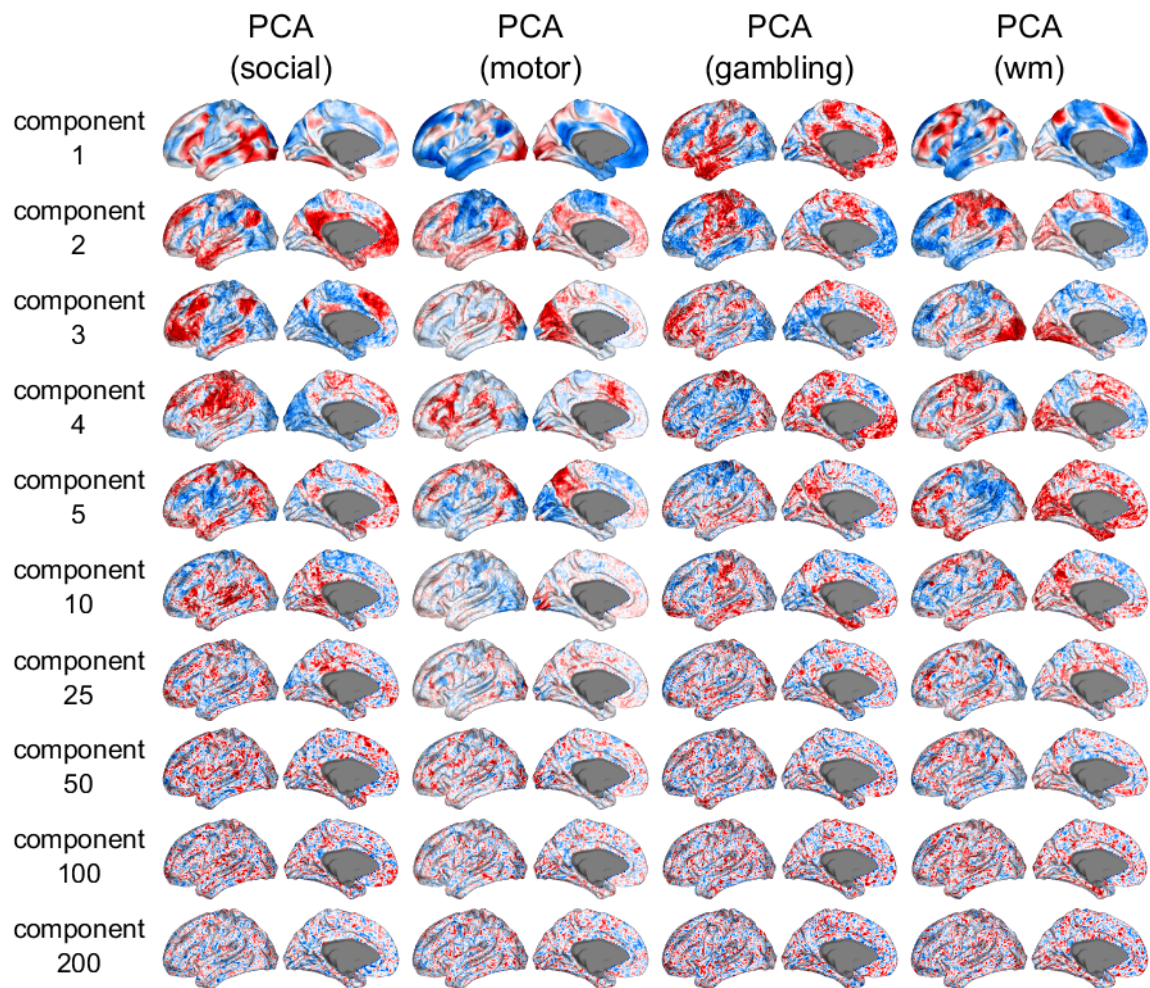 PCA
(social)
PCA
(motor)
PCA
(gambling)
PCA
(wm)
component
1
component
2
component
3
component
4
component
5
component
10
component
25
component
50
component
100
component
200